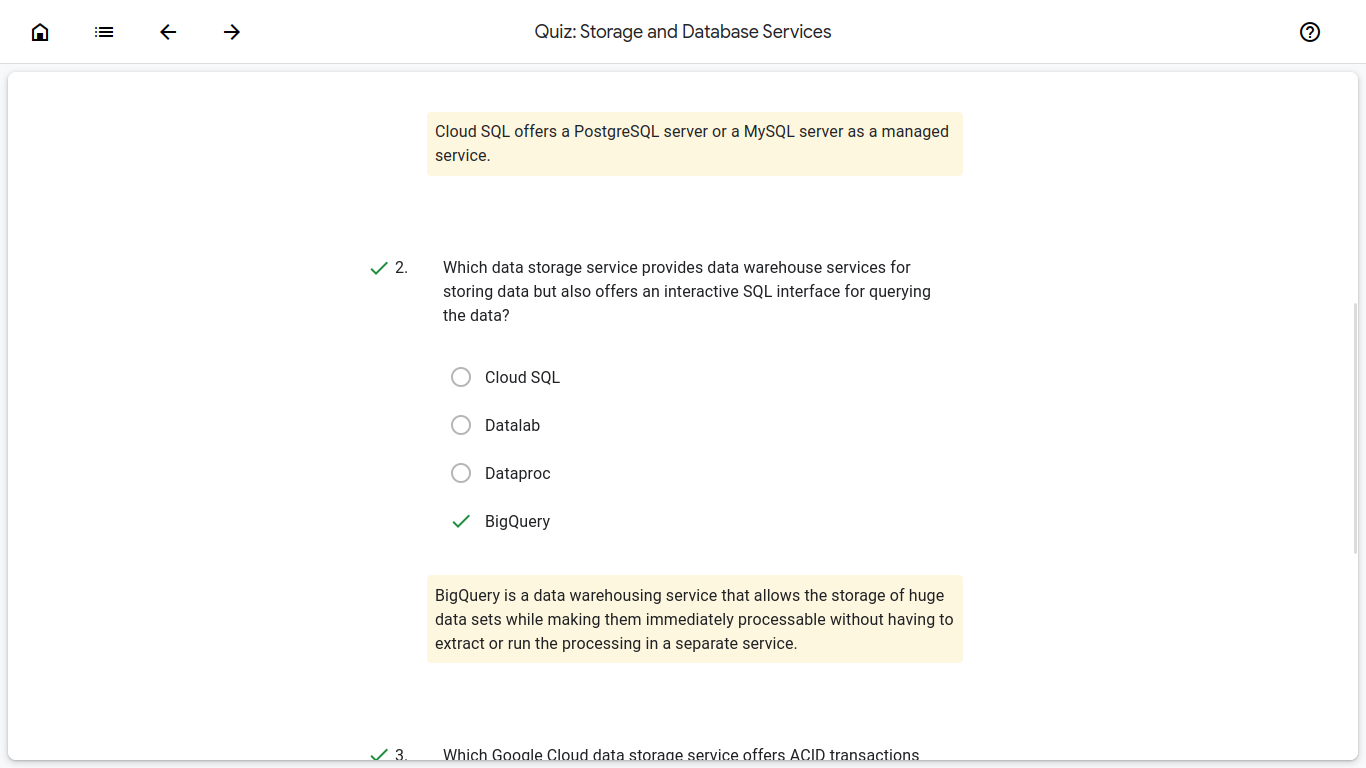 Quiz: Storage and Database Services
Cloud SQL offers a PostgreSQL server or a MySQL server as a managed
service.
2. Which data storage service provides data warehouse services for
storing data but also offers an interactive SQL interface for querying
the data?
Cloud SQL
Datalab
Dataproc
BigQuery
BigQuery is a data warehousing service that allows the storage of huge
data sets while making them immediately processable without having to
extract or run the processing in a separate service.
3. Which Google Cloud data storage service offers ACID transactions